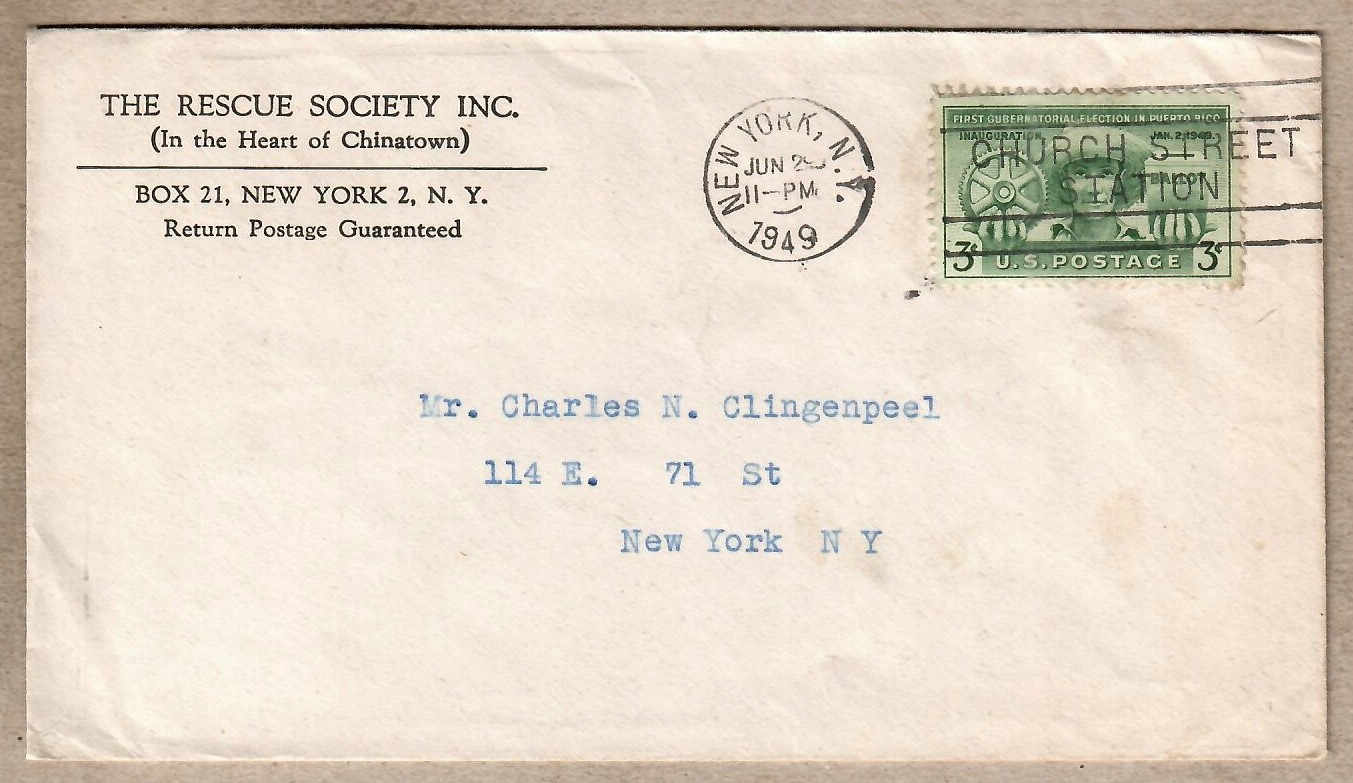 THE RESCUE SOCIETY INC.
(In the Heart of Chinatown)
BOX 21, NEW YORK 2, N. Y.
Return Postage Guaranteed
NEW YORK, N.Y.
JUN
11-PM
1949
FIRST GUBERNATORIAL ELECTION IN PUERTO RICO
INAUGURATION JAN. 2, 1949.
CHURCH STREET
STATION
BALLOT
3¢ U.S. POSTAGE 3¢
Mr. Charles N. Clingenpeel
114 E. 71 St
New York N Y